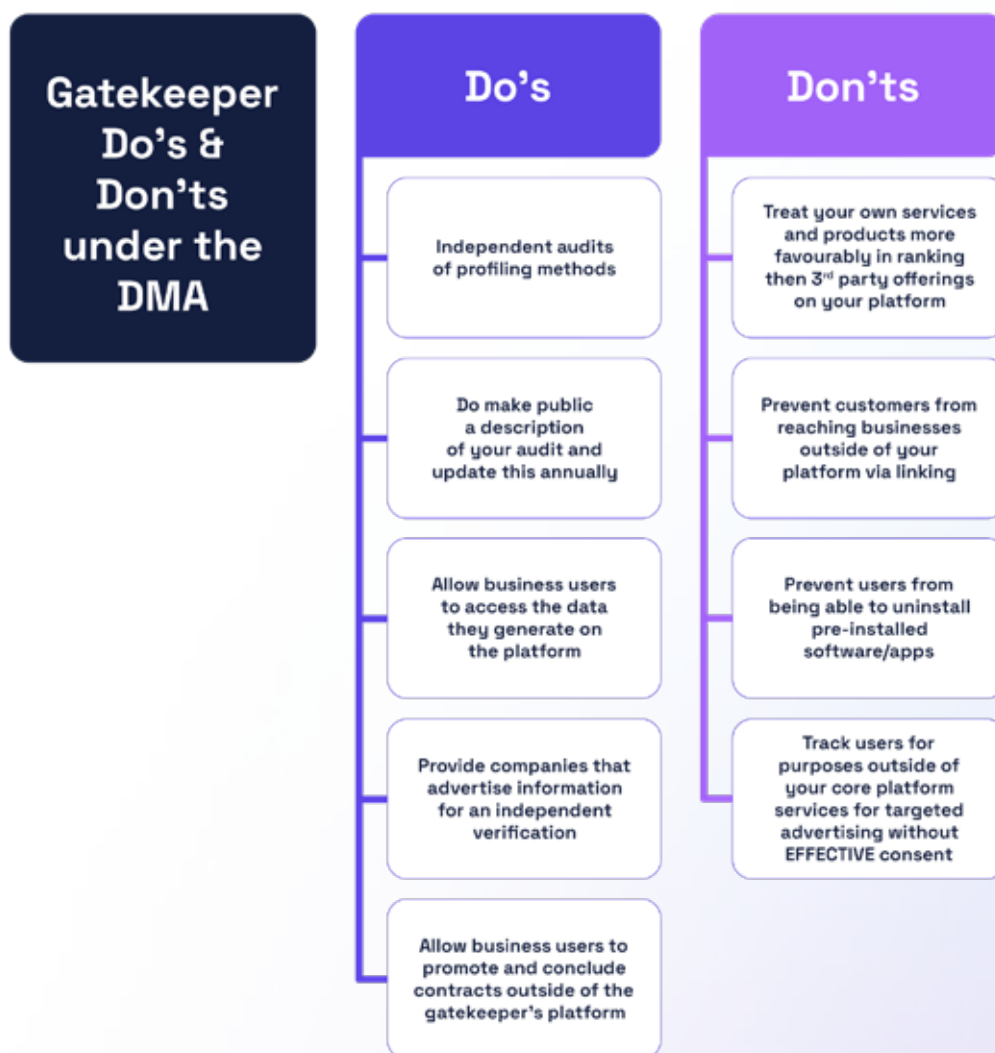 Gatekeeper
Do's &
Don'ts
under the
DMA
Do's
Independent audits
of profiling methods
Do make public
a description
of your audit and
update this annually
Allow business users
to access the data
they generate on
the platform
Provide companies that
advertise information
for an independent
verification
Allow business users to
promote and conclude
contracts outside of the
gatekeeper's platform
Don'ts
Treat your own services
and products more
favourably in ranking
then 3rd party offerings
on your platform
Prevent customers from
reaching businesses
outside of your
platform via linking
Prevent users from
being able to uninstall
pre-installed
software/apps
Track users for
purposes outside of
your core platform
services for targeted
advertising without
EFFECTIVE consent